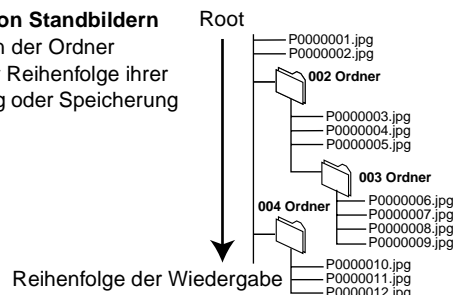 on Standbildern
n der Ordner
Reihenfolge ihrer
g oder Speicherung
Root
P0000001.jpg
P0000002.jpg
002 Ordner
P0000003.jpg
P0000004.jpg
P0000005.jpg
003 Ordner
P0000006.jpg
P0000007.jpg
P0000008.jpg
P0000009.jpg
004 Ordner
P0000010.jpg
P0000011.jpg
P0000012.jpg
Reihenfolge der Wiedergabe